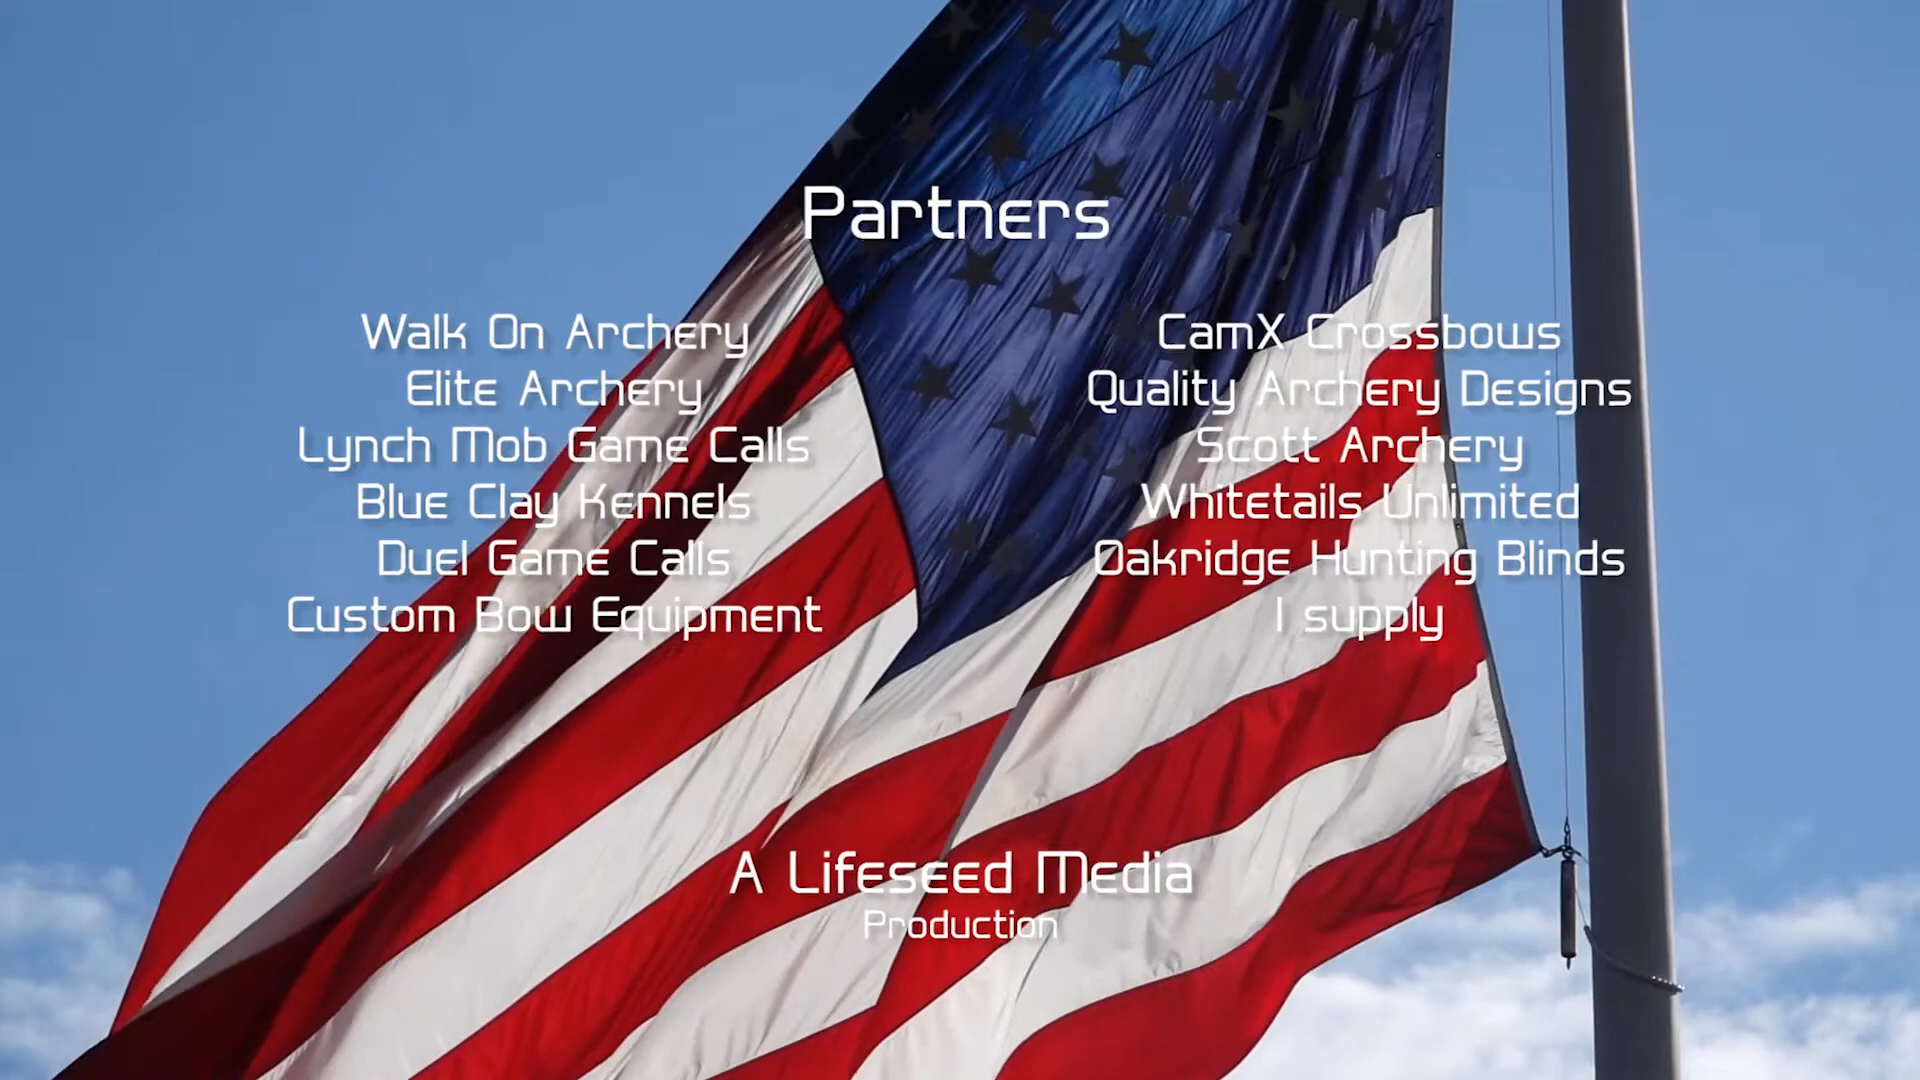 Partners
Walk On Archery
Elite Archery
Lynch Mob Game Calls
Blue Clay Kennels
Duel Game Calls
Custom Bow Equipment
CamX Crossbows
Quality Archery Designs
Scott Archery
Whitetails Unlimited
Oakridge Hunting Blinds
I supply
A Lifeseed Media
Production